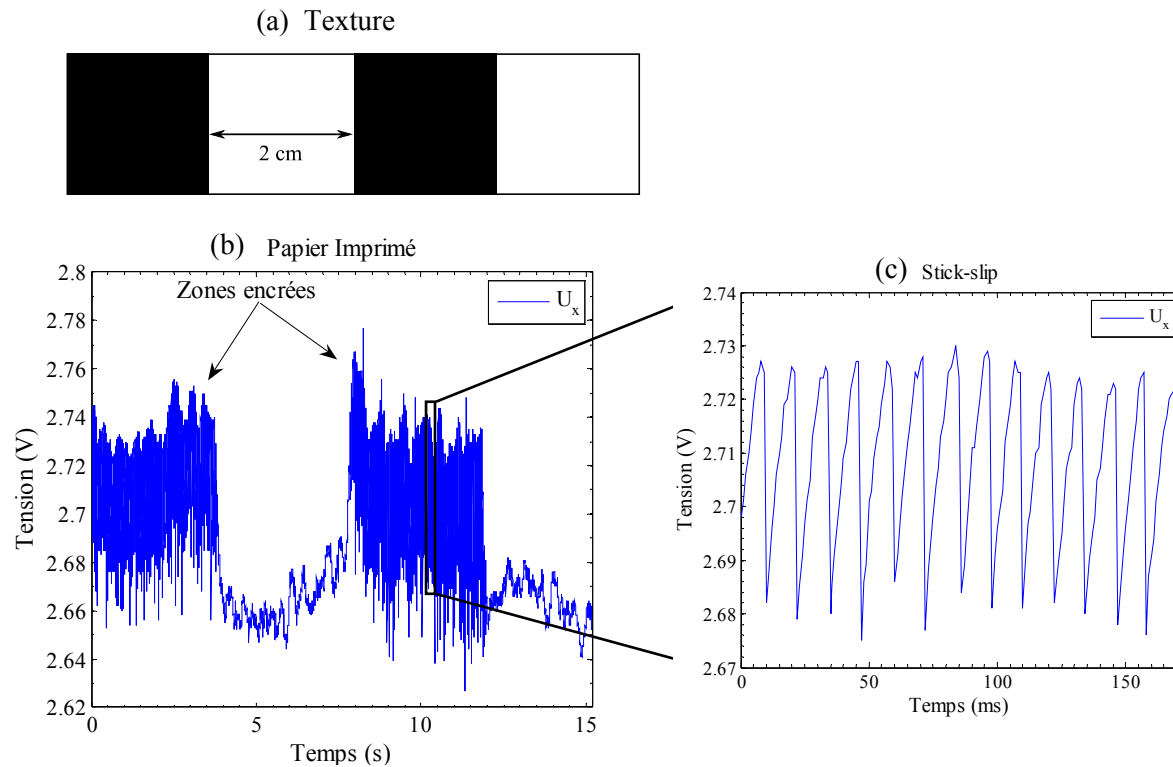 (a) Texture
2 cm
(b) Papier Imprimé
Zones encrées
U_x
Tension (V)
2.8
2.78
2.76
2.74
2.72
2.7
2.68
2.66
2.64
2.62
0 5 10 15
Temps (s)
(c) Stick-slip
U_x
Tension (V)
2.74
2.73
2.72
2.71
2.7
2.69
2.68
2.67
0 50 100 150
Temps (ms)